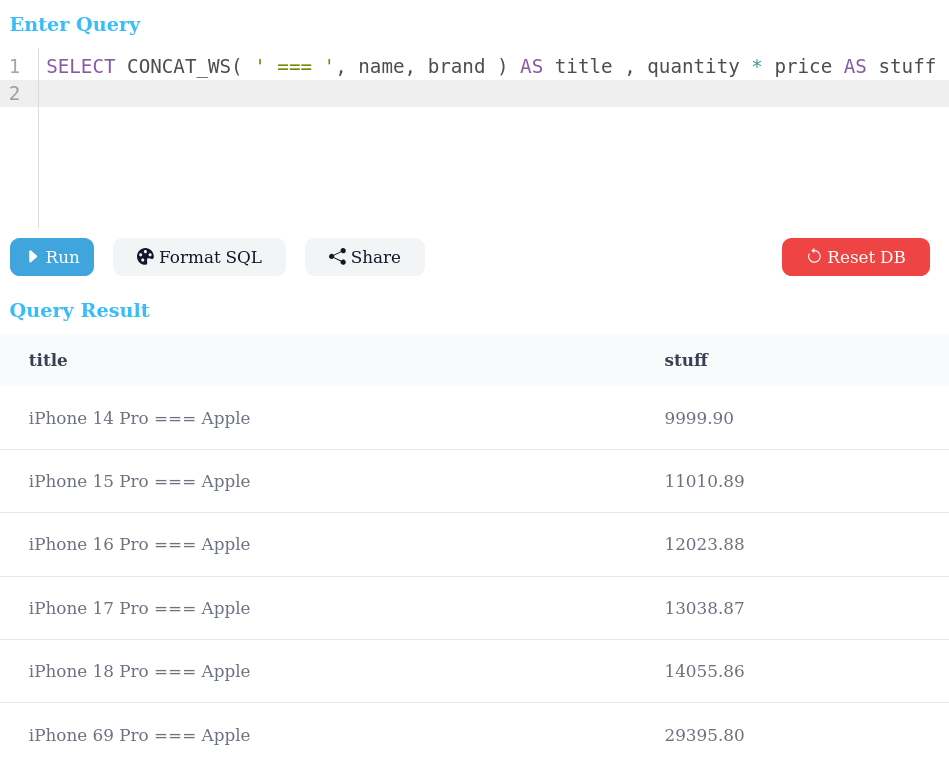 Enter Query
1 SELECT CONCAT_WS( ' === ', name, brand ) AS title , quantity * price AS stuff
2
Run Format SQL Share Reset DB
Query Result
title stuff
iPhone 14 Pro === Apple 9999.90
iPhone 15 Pro === Apple 11010.89
iPhone 16 Pro === Apple 12023.88
iPhone 17 Pro === Apple 13038.87
iPhone 18 Pro === Apple 14055.86
iPhone 69 Pro === Apple 29395.80